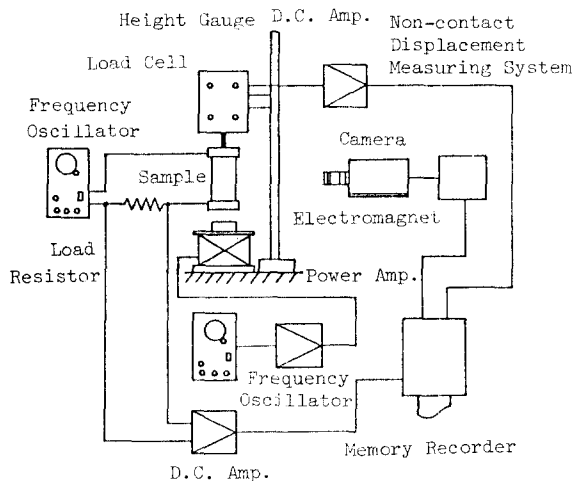 Height Gauge
D.C. Amp.
Non-contact
Displacement
Measuring System
Load Cell
Frequency
Oscillator
Camera
Sample
Electromagnet
Load
Resistor
Power Amp.
Frequency
Oscillator
Memory Recorder
D.C. Amp.